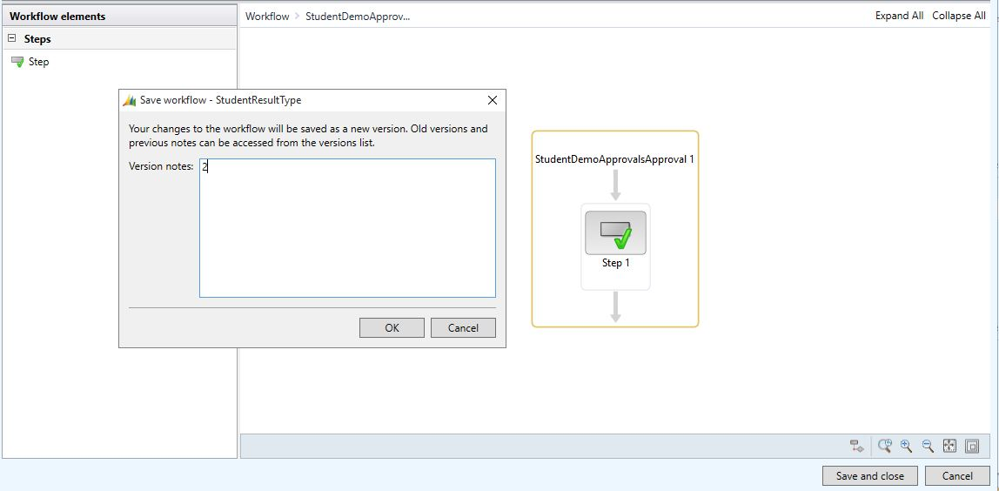 Workflow elements
Steps
Step
Workflow > StudentDemoApprov...
Expand All Collapse All
Save workflow - StudentResultType
Your changes to the workflow will be saved as a new version. Old versions and
previous notes can be accessed from the versions list.
Version notes: 2
OK Cancel
StudentDemoApprovalsApproval 1
Step 1
Save and close Cancel